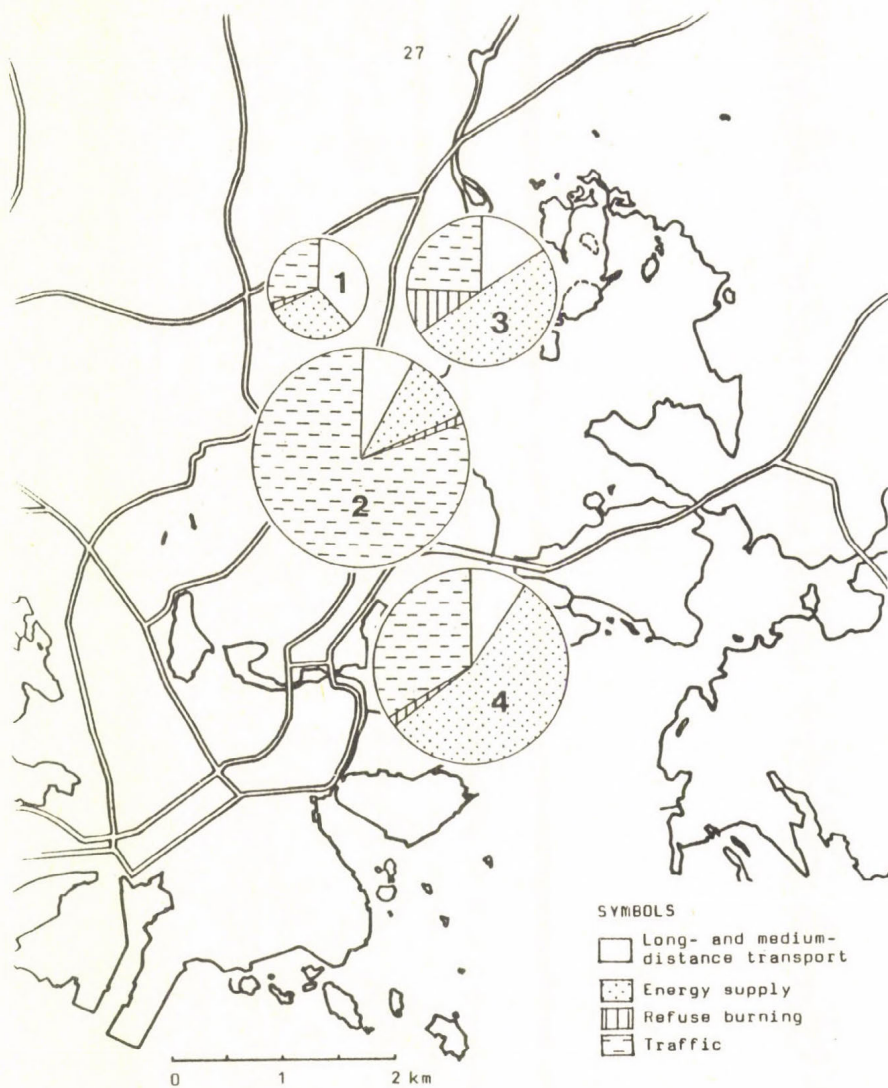 27
1
3
2
4
SYMBOLS
Long- and medium-
distance transport
Energy supply
Refuse burning
Traffic
0 1 2 km